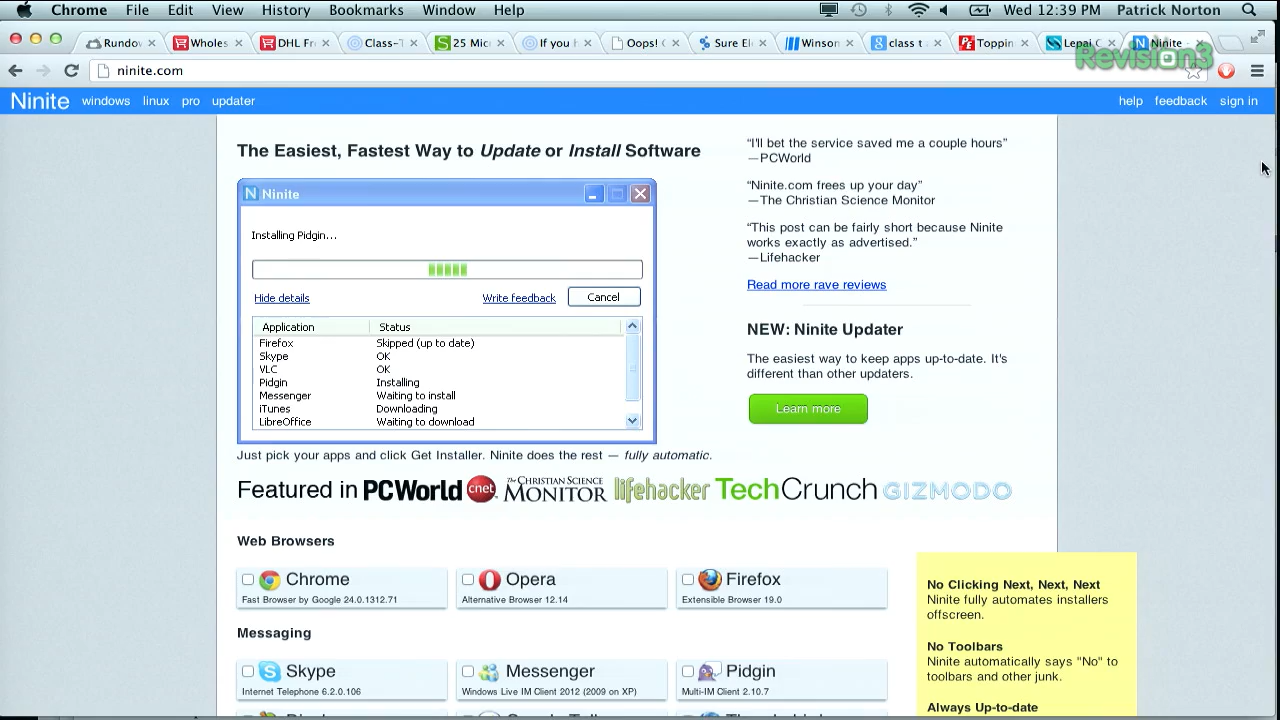 Chrome File Edit View History Bookmarks Window Help Wed 12:39 PM Patrick Norton
Rundov Wholes DHL Fr Class-T 25 Mic If you h Oops! C Sure El Winson class t a Toppin Lepai C Ninite -
Revision3
ninite.com
Ninite windows linux pro updater help feedback sign in
The Easiest, Fastest Way to Update or Install Software
N Ninite
Installing Pidgin...
Hide details Write feedback Cancel
Application Status
Firefox Skipped (up to date)
Skype OK
VLC OK
Pidgin Installing
Messenger Waiting to install
iTunes Downloading
LibreOffice Waiting to download
Just pick your apps and click Get Installer. Ninite does the rest — fully automatic.
“I'll bet the service saved me a couple hours”
—PCWorld
“Ninite.com frees up your day”
—The Christian Science Monitor
“This post can be fairly short because Ninite
works exactly as advertised.”
—Lifehacker
Read more rave reviews
NEW: Ninite Updater
The easiest way to keep apps up-to-date. It's
different than other updaters.
Learn more
Featured in PCWorld cnet THE CHRISTIAN SCIENCE MONITOR lifehacker TechCrunch GIZMODO
Web Browsers
Chrome
Fast Browser by Google 24.0.1312.71
Opera
Alternative Browser 12.14
Firefox
Extensible Browser 19.0
Messaging
Skype
Internet Telephone 6.2.0.106
Messenger
Windows Live IM Client 2012 (2009 on XP)
Pidgin
Multi-IM Client 2.10.7
No Clicking Next, Next, Next
Ninite fully automates installers
offscreen.
No Toolbars
Ninite automatically says "No" to
toolbars and other junk.
Always Up-to-date